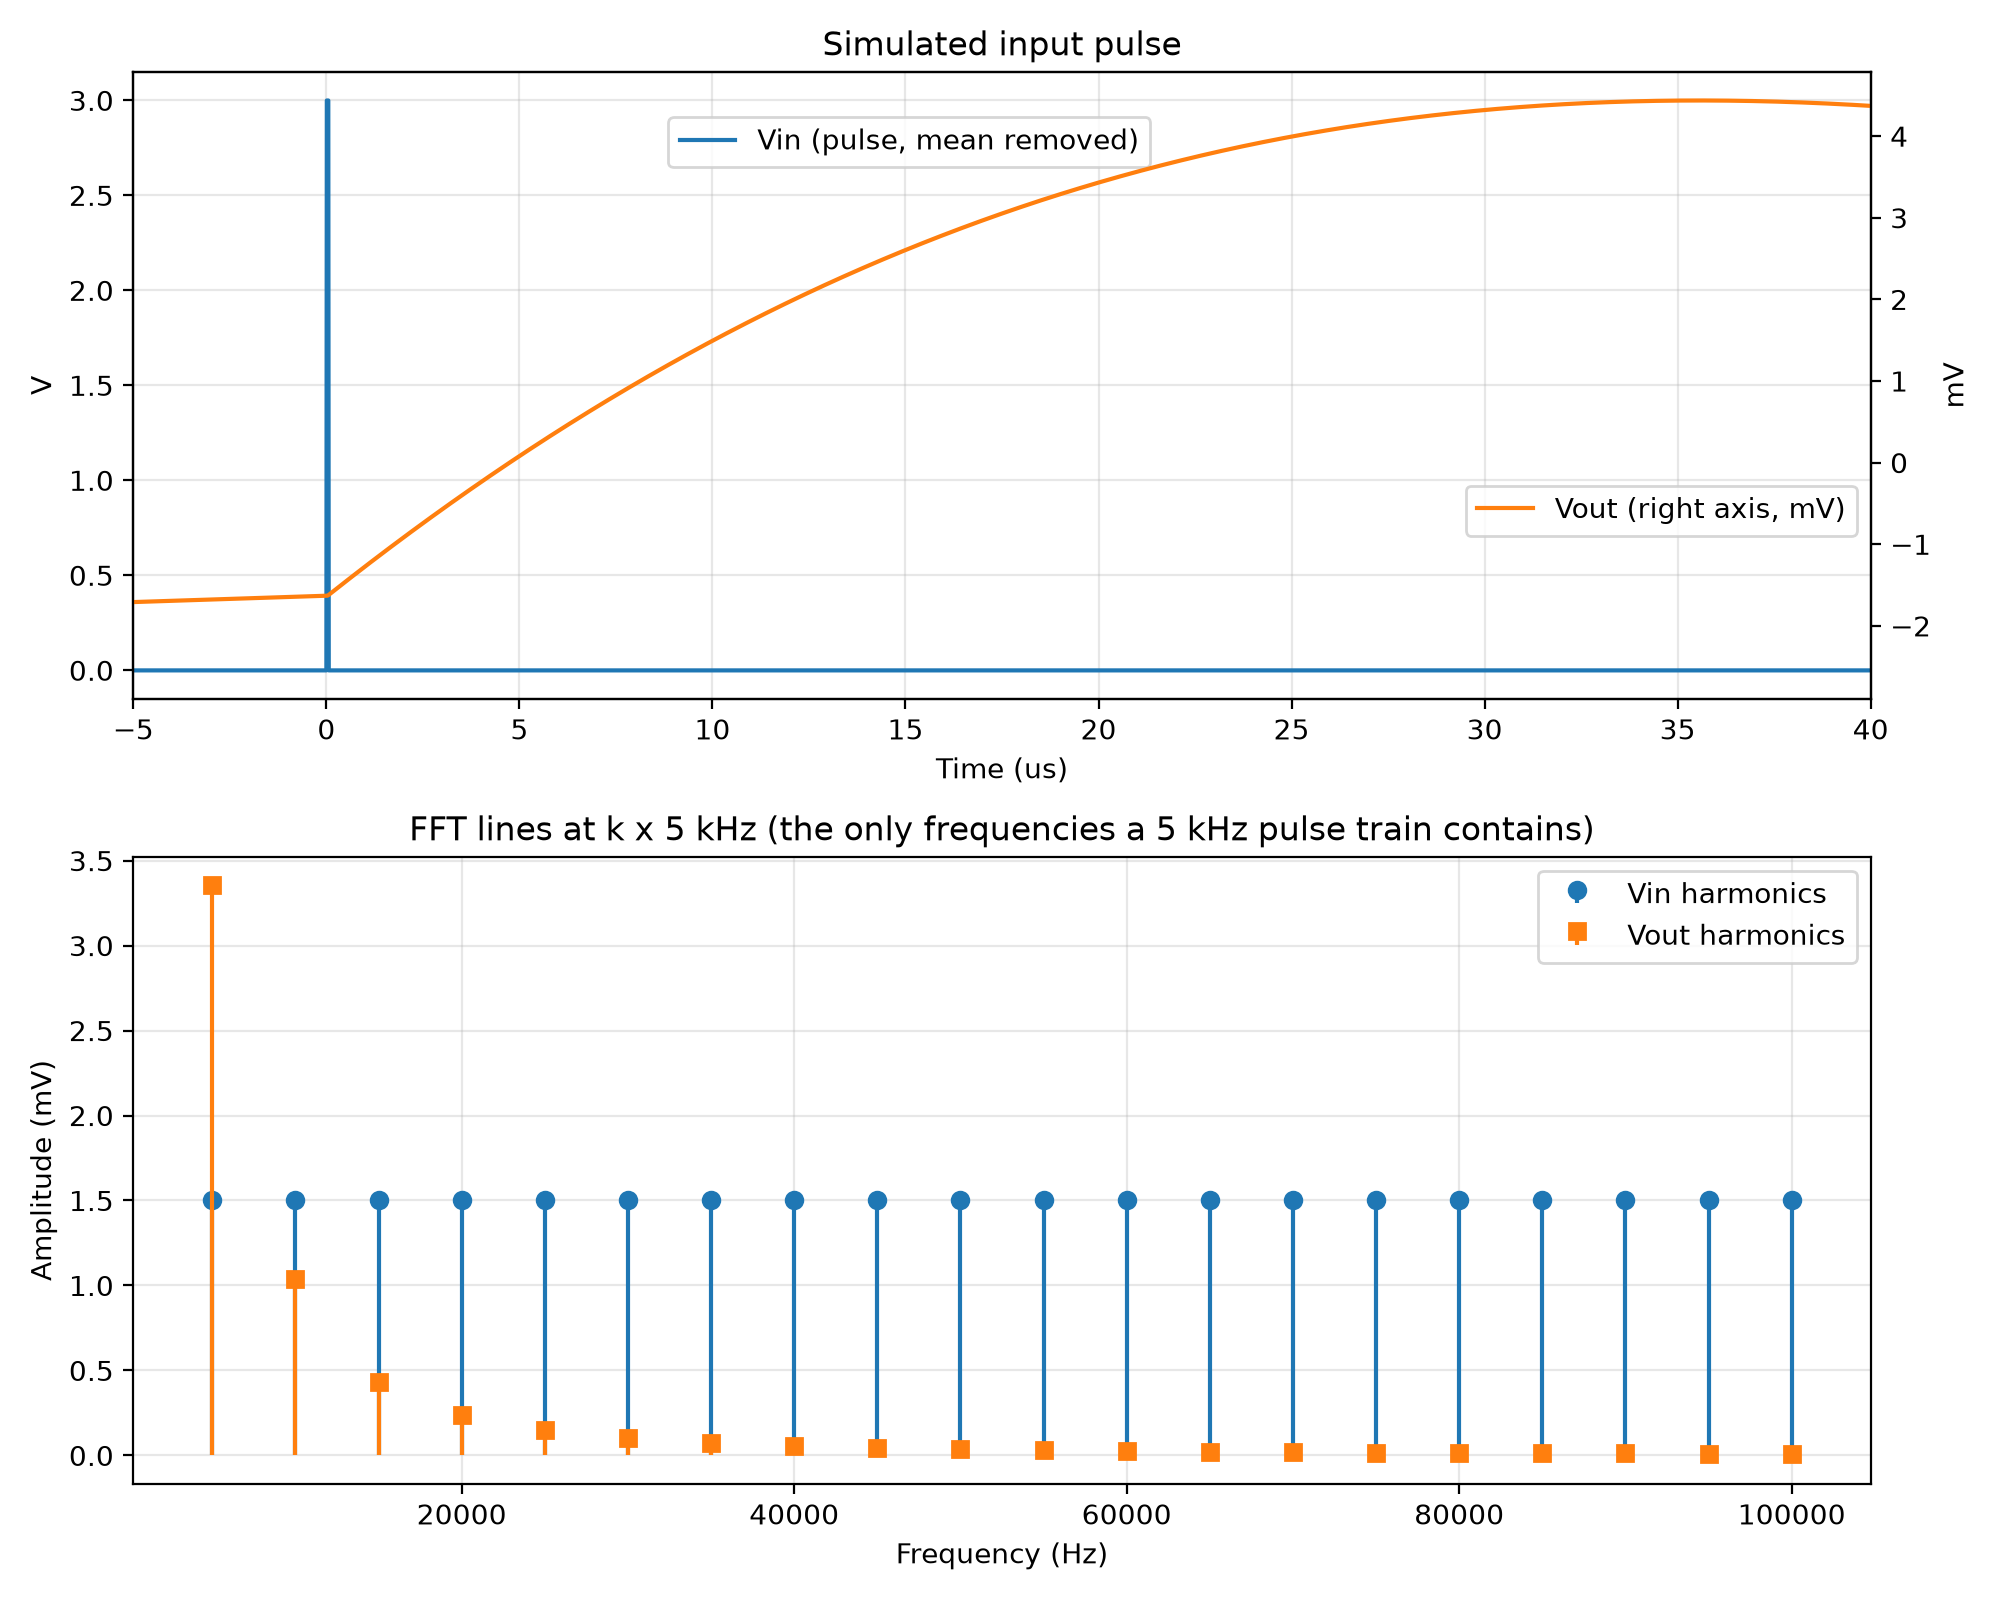 Simulated input pulse
3.0
2.5
2.0
1.5
1.0
0.5
0.0
V
Vin (pulse, mean removed)
Vout (right axis, mV)
4
3
2
1
0
−1
−2
mV
−5 0 5 10 15 20 25 30 35 40
Time (us)
FFT lines at k x 5 kHz (the only frequencies a 5 kHz pulse train contains)
3.5
3.0
2.5
2.0
1.5
1.0
0.5
0.0
Amplitude (mV)
Vin harmonics
Vout harmonics
20000 40000 60000 80000 100000
Frequency (Hz)